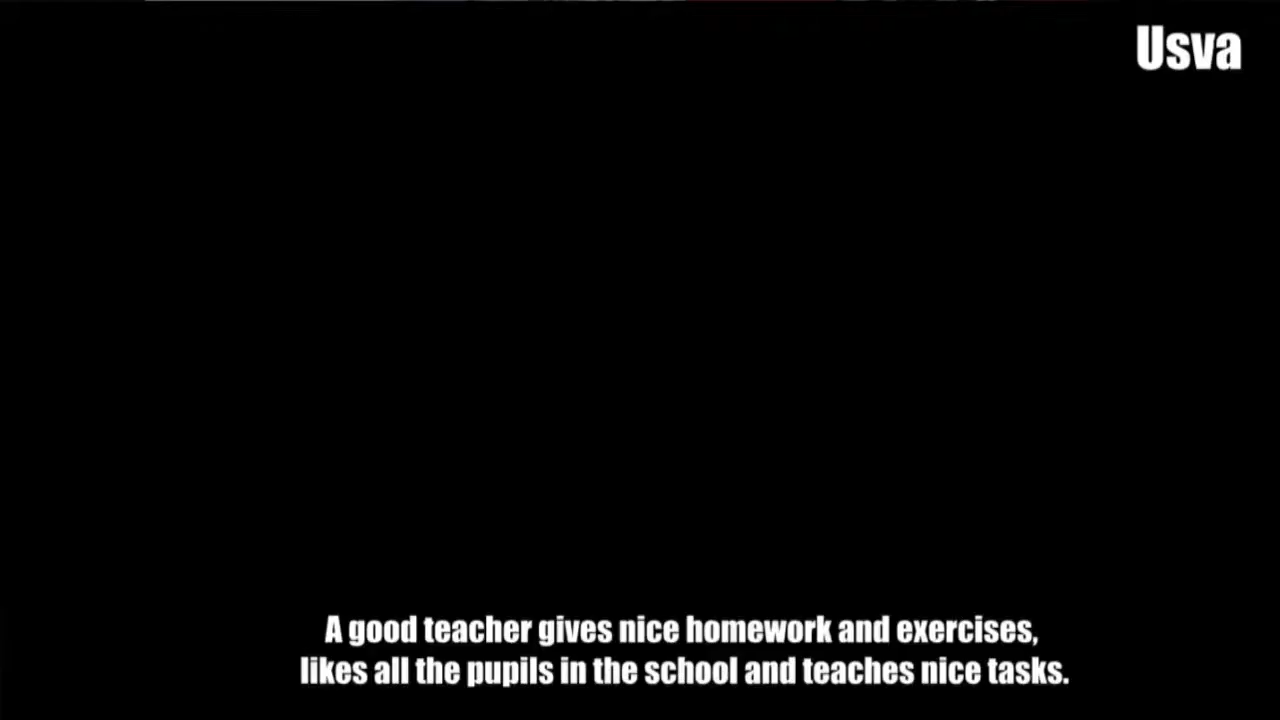 Usva
A good teacher gives nice homework and exercises,
likes all the pupils in the school and teaches nice tasks.